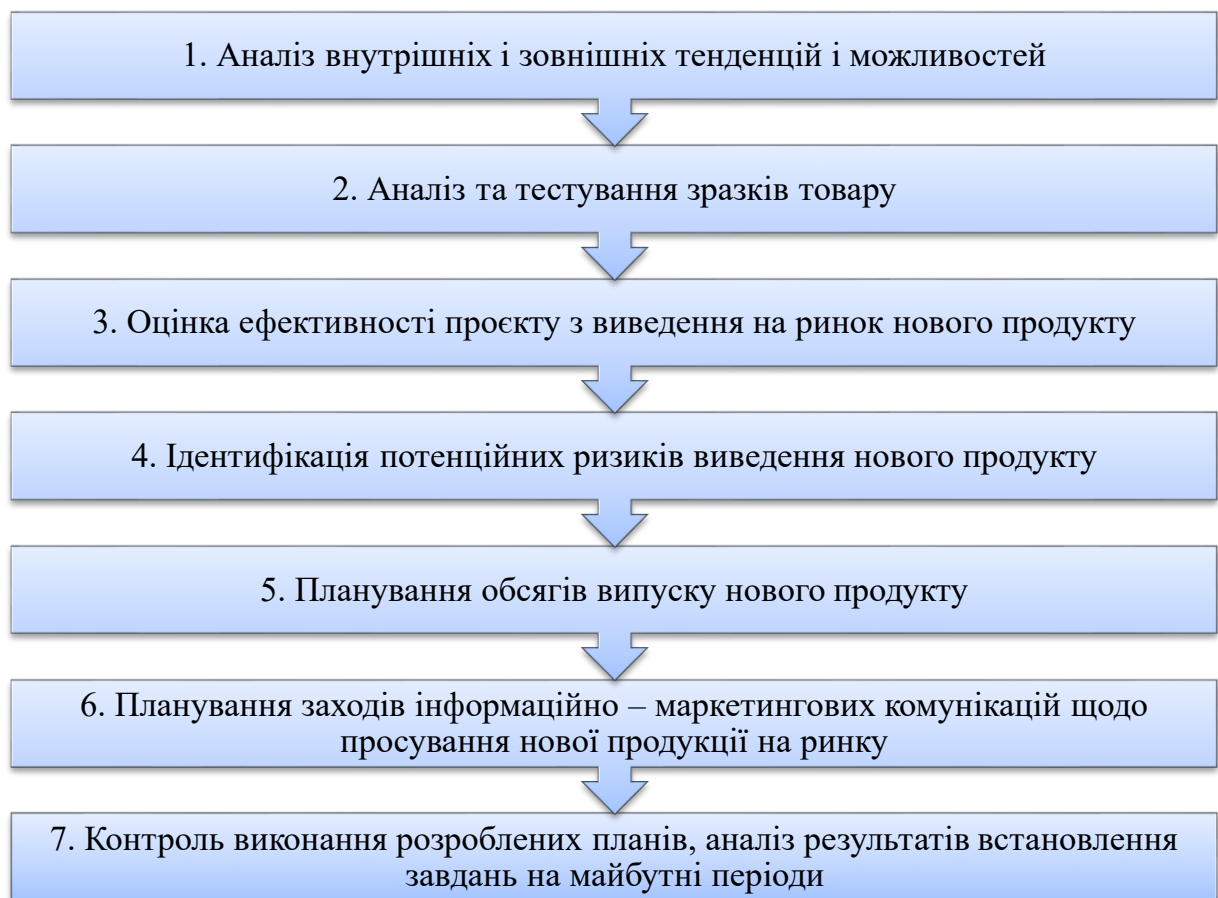 1. Аналіз внутрішніх і зовнішніх тенденцій і можливостей
2. Аналіз та тестування зразків товару
3. Оцінка ефективності проєкту з виведення на ринок нового продукту
4. Ідентифікація потенційних ризиків виведення нового продукту
5. Планування обсягів випуску нового продукту
6. Планування заходів інформаційно – маркетингових комунікацій щодо
просування нової продукції на ринку
7. Контроль виконання розроблених планів, аналіз результатів встановлення
завдань на майбутні періоди